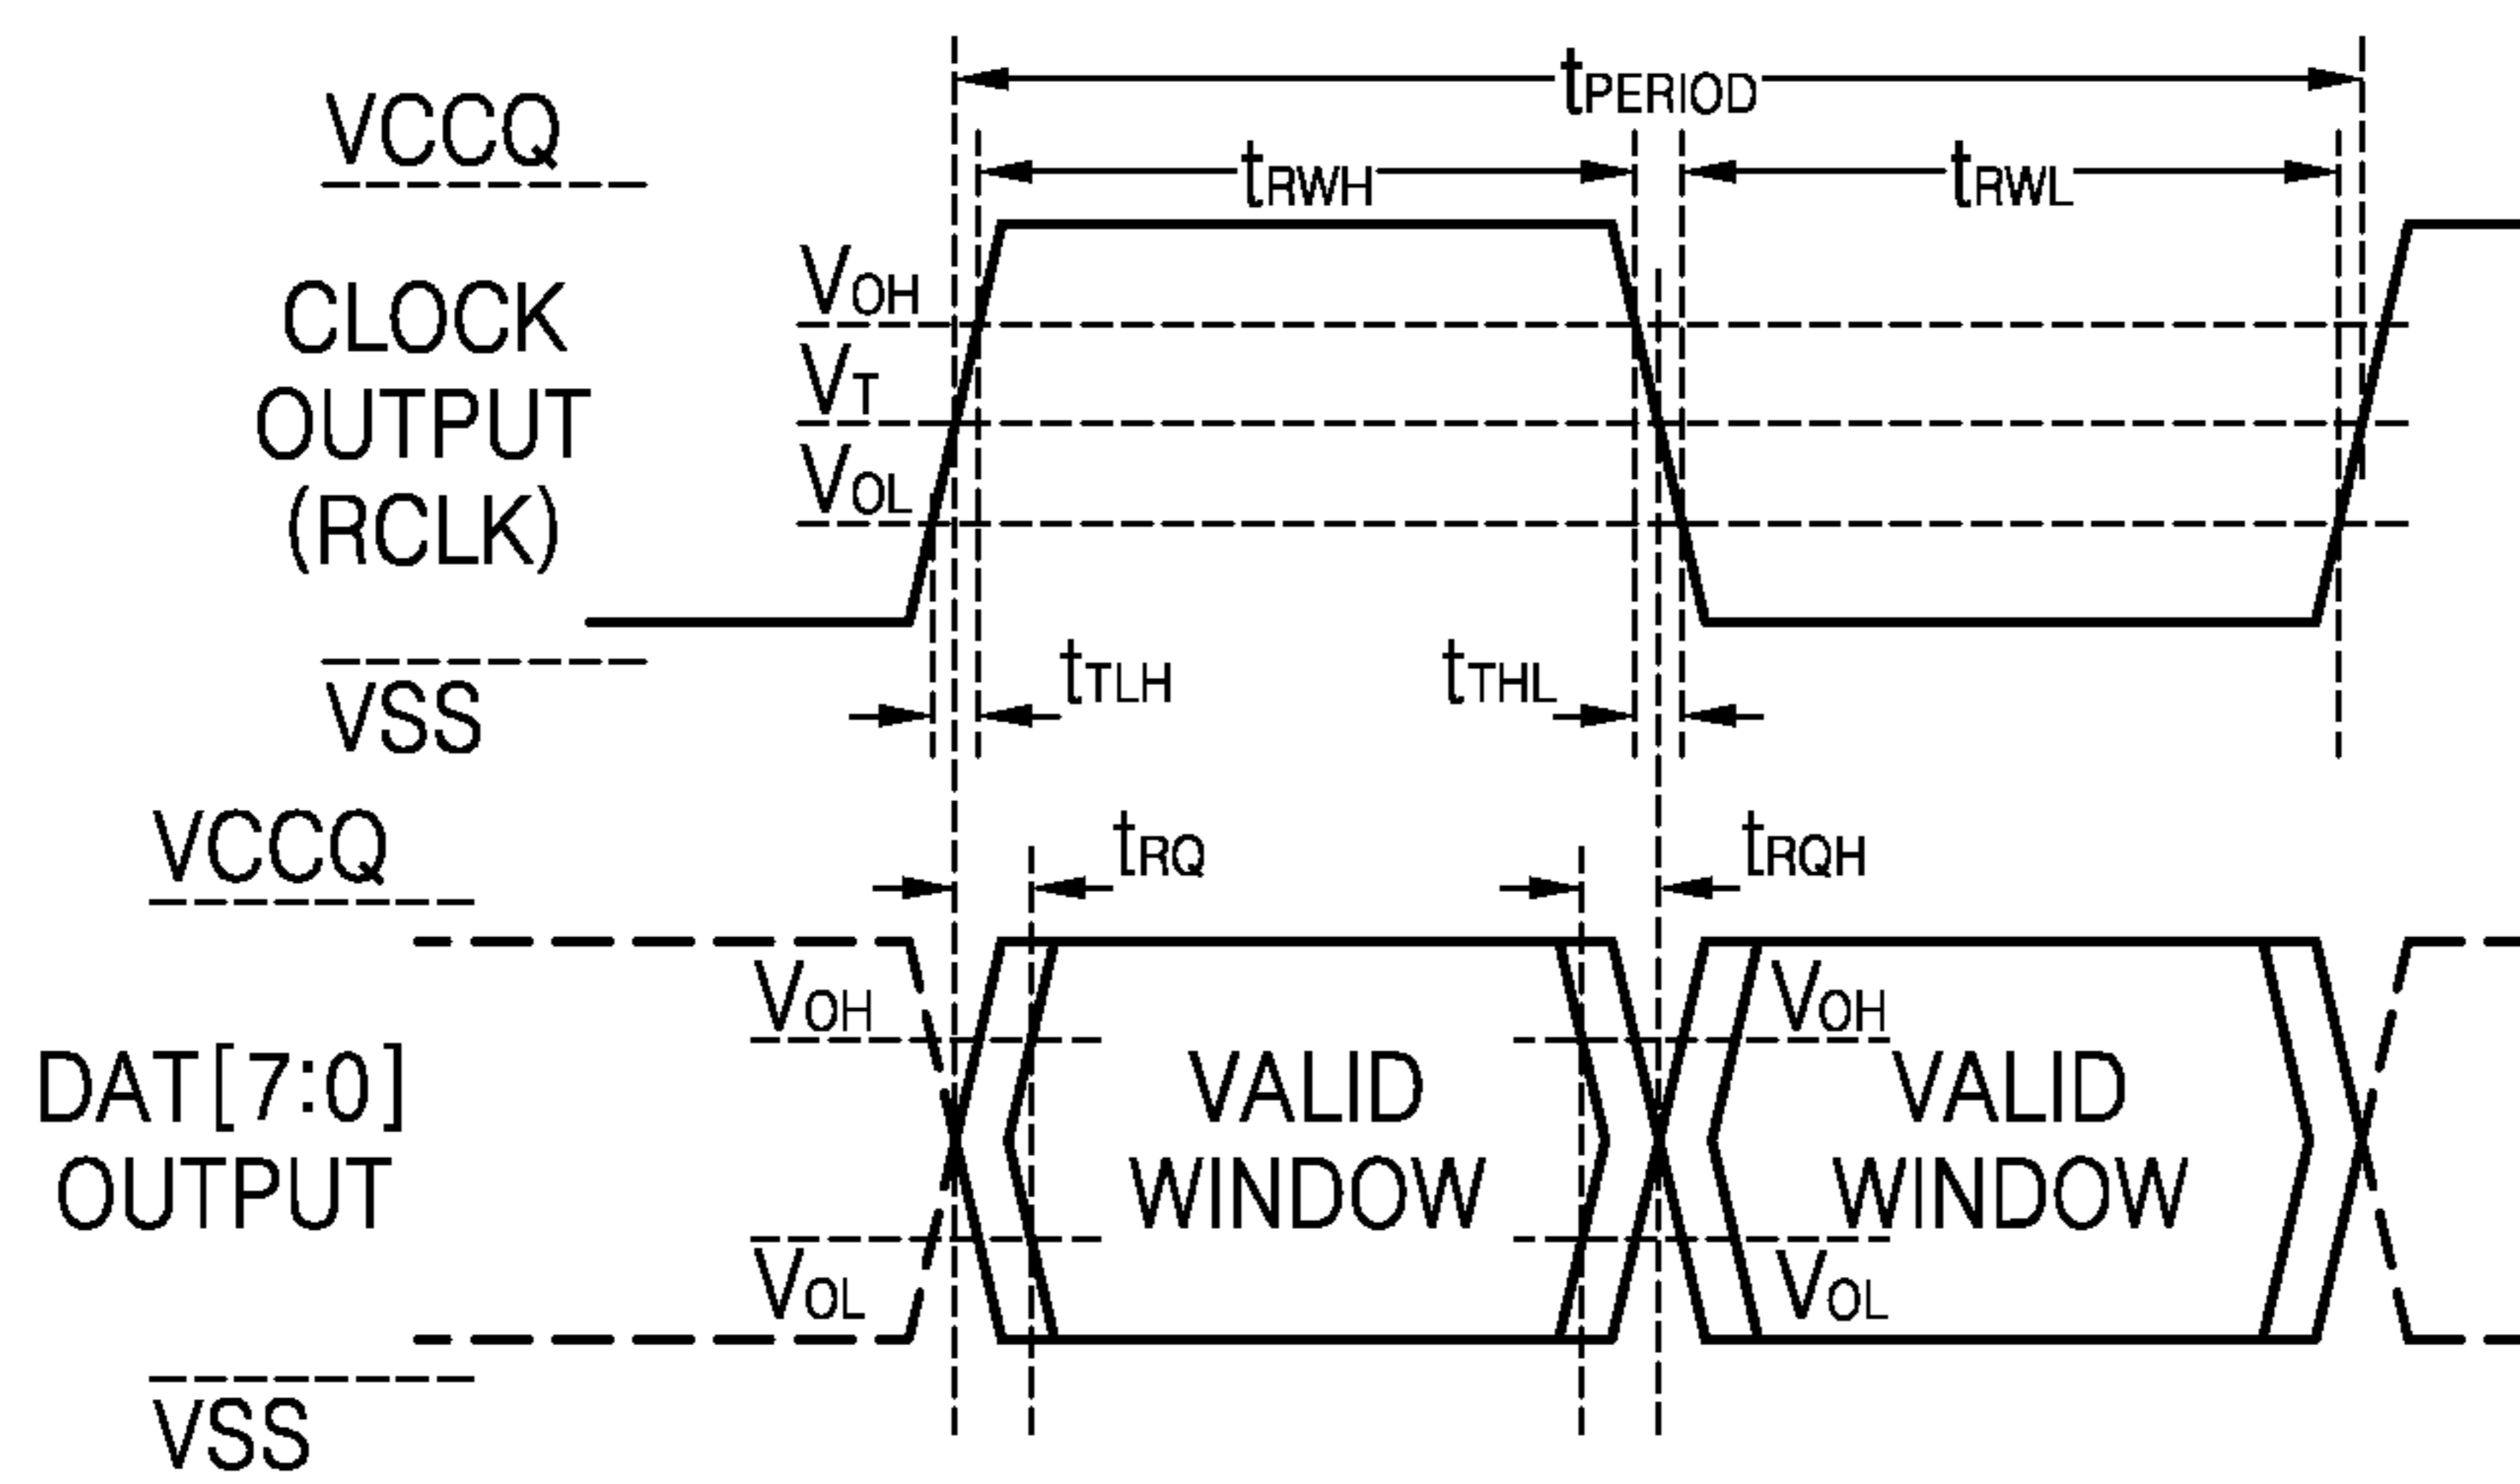 tPERIOD
VCCQ
tRWH
tRWL
VOH
CLOCK
OUTPUT
(RCLK)
VT
VOL
tTLH
tTHL
VSS
VCCQ
tRQ
tRQH
VOH
VOH
DAT[7:0]
OUTPUT
VALID
WINDOW
VALID
WINDOW
VOL
VOL
VSS